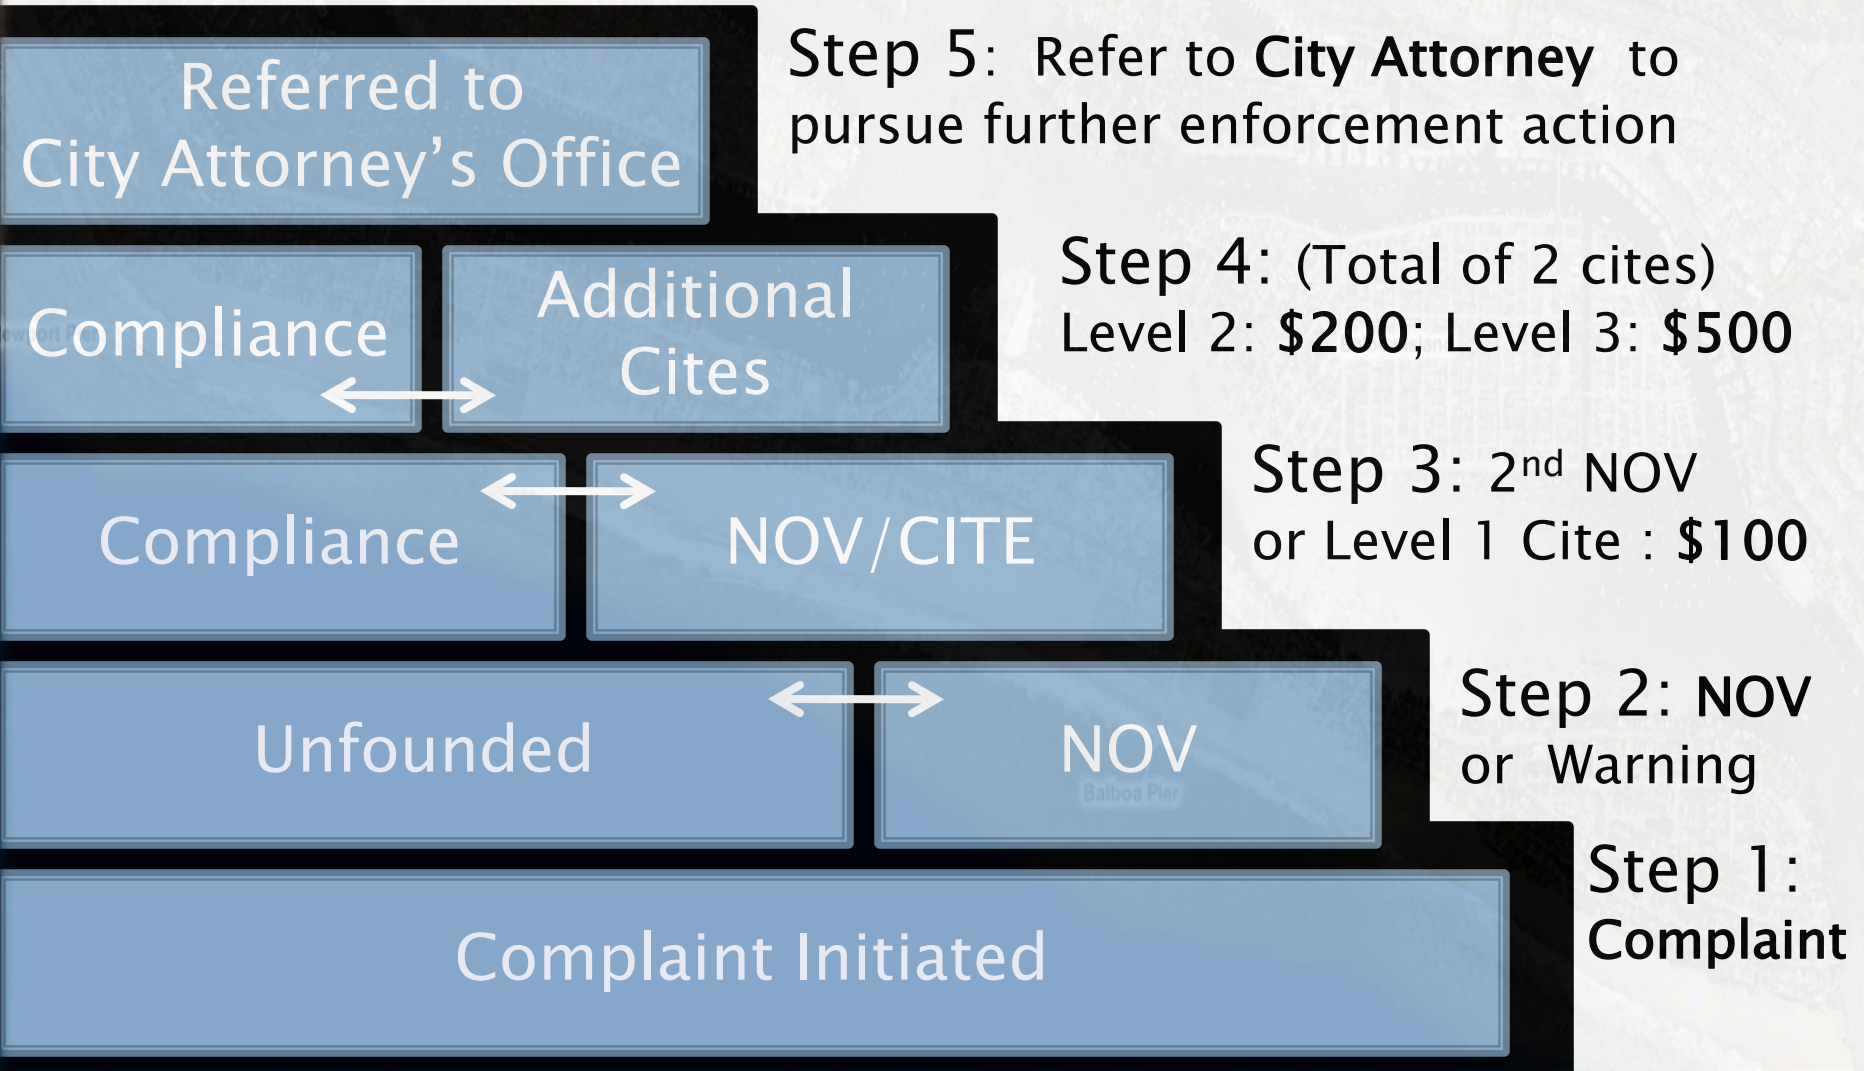 Referred to
City Attorney's Office
Step 5: Refer to City Attorney to
pursue further enforcement action
Compliance
Additional
Cites
Step 4: (Total of 2 cites)
Level 2: $200; Level 3: $500
Compliance
NOV/CITE
Step 3: 2nd NOV
or Level 1 Cite : $100
Unfounded
NOV
Balboa Pier
Step 2: NOV
or Warning
Complaint Initiated
Step 1:
Complaint